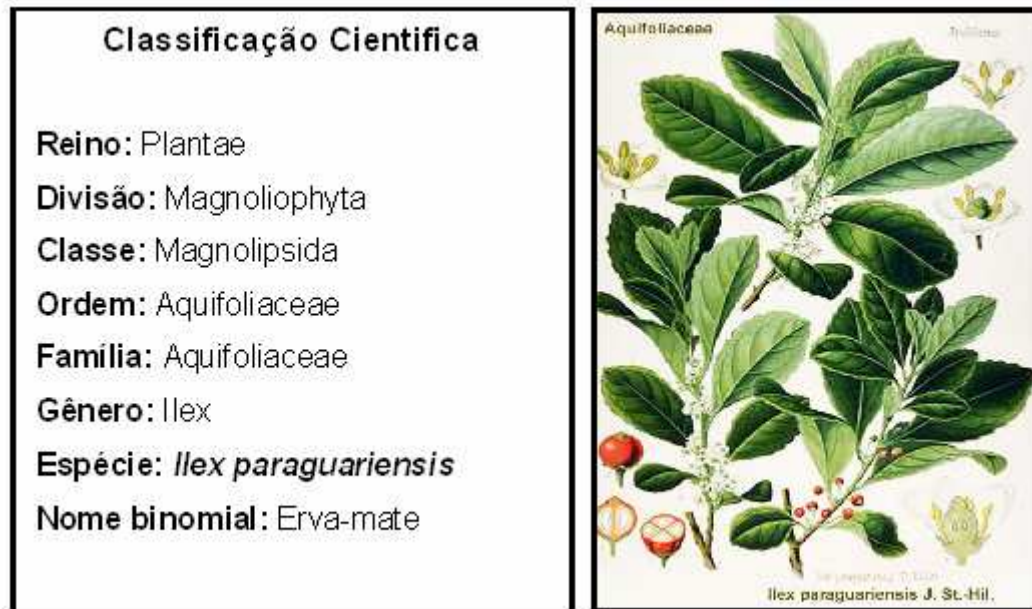 Classificação Cientifica
Reino: Plantae
Divisão: Magnoliophyta
Classe: Magnolipsida
Ordem: Aquifoliaceae
Família: Aquifoliaceae
Gênero: Ilex
Espécie: Ilex paraguariensis
Nome binomial: Erva-mate
Aquifoliaceae
1
Ilex paraguariensis J. St.-Hil.